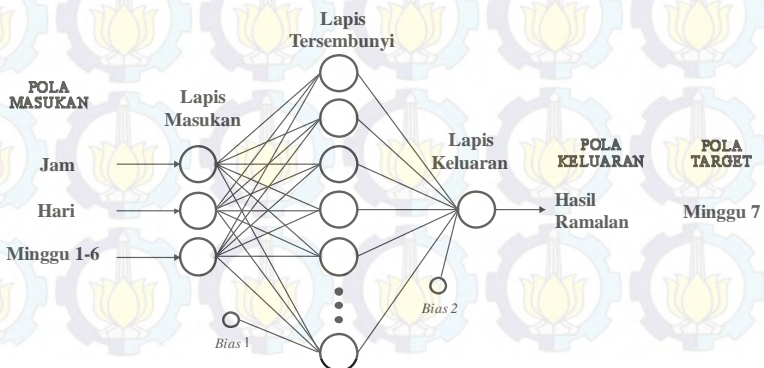 Lapis
Tersembunyi
POLA
MASUKAN
Lapis
Masukan
Lapis
Keluaran
POLA
KELUARAN
POLA
TARGET
Jam
Hari
Minggu 1-6
Hasil
Ramalan
Minggu 7
Bias 1
Bias 2